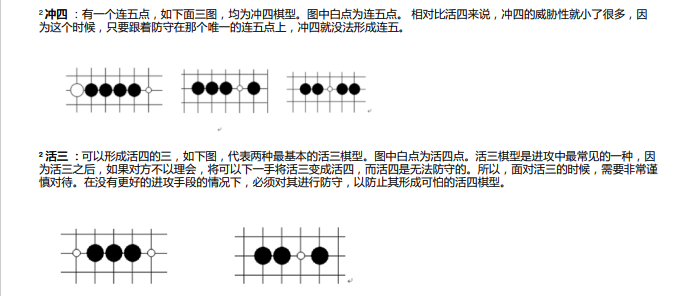 ² 冲四 ：有一个连五点，如下面三图，均为冲四棋型。图中白点为连五点。 相对比活四来说，冲四的威胁性就小了很多，因
为这个时候，只要跟着防守在那个唯一的连五点上，冲四就没法形成连五。
² 活三 ：可以形成活四的三，如下图，代表两种最基本的活三棋型。图中白点为活四点。活三棋型是进攻中最常见的一种，因
为活三之后，如果对方不以理会，将可以下一手将活三变成活四，而活四是无法防守的。所以，面对活三的时候，需要非常谨
慎对待。在没有更好的进攻手段的情况下，必须对其进行防守，以防止其形成可怕的活四棋型。